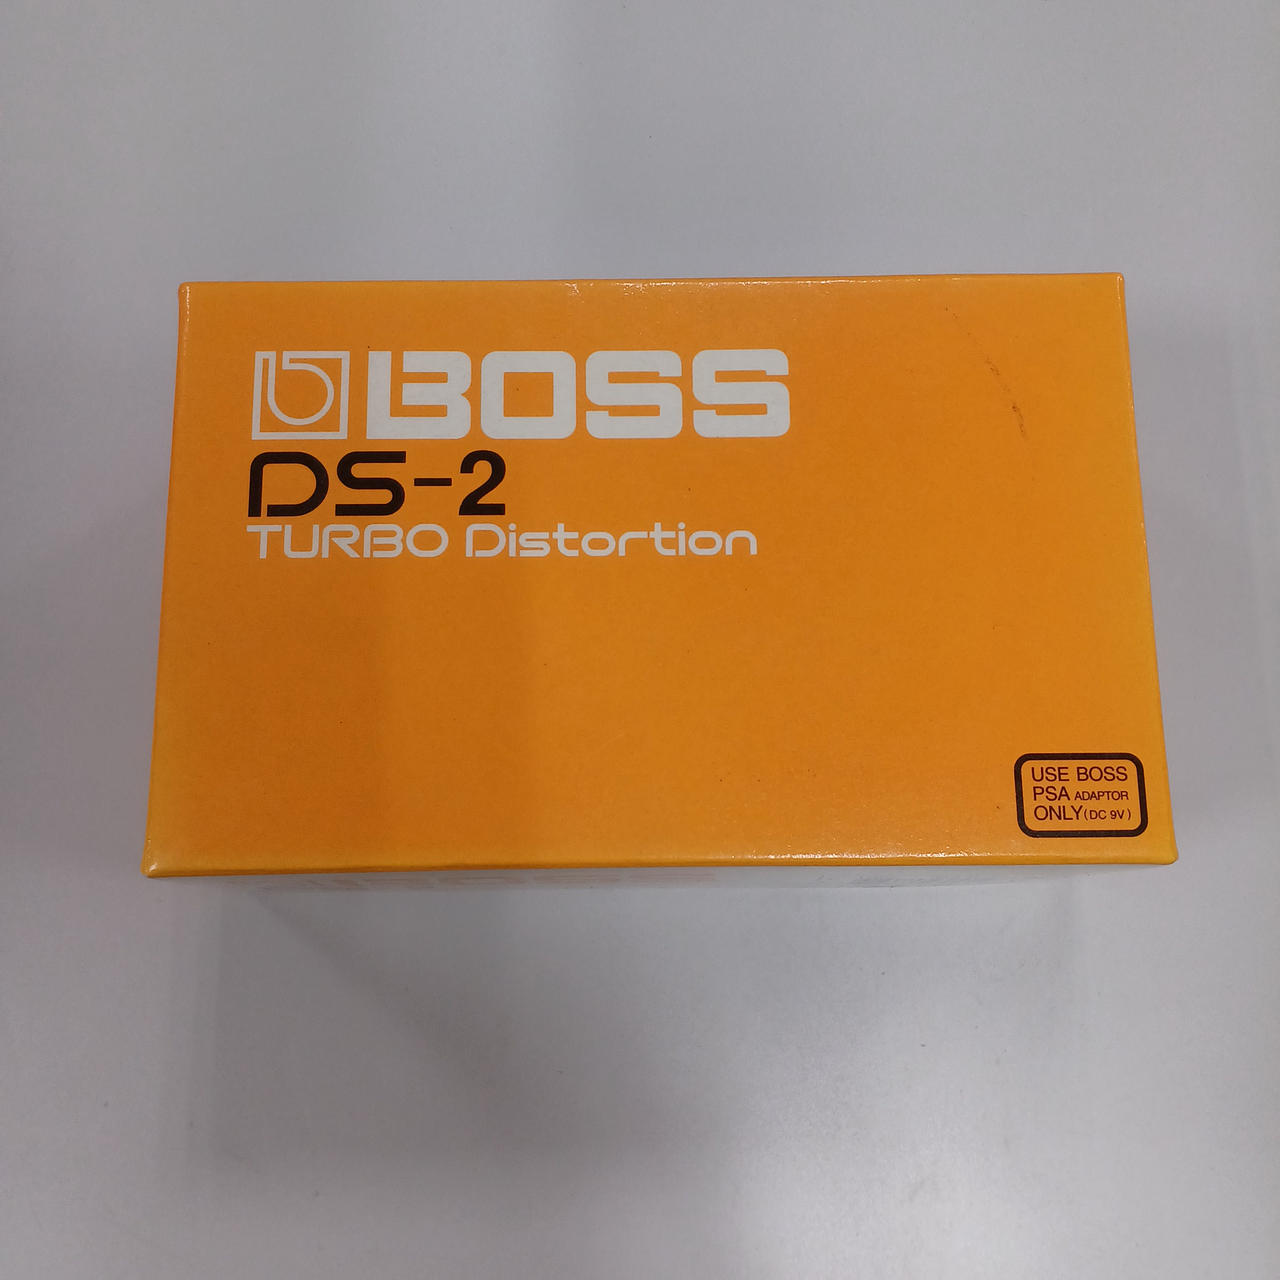 BOSS
DS-2
TURBO Distortion
USE BOSS
PSA ADAPTOR
ONLY (DC 9V)